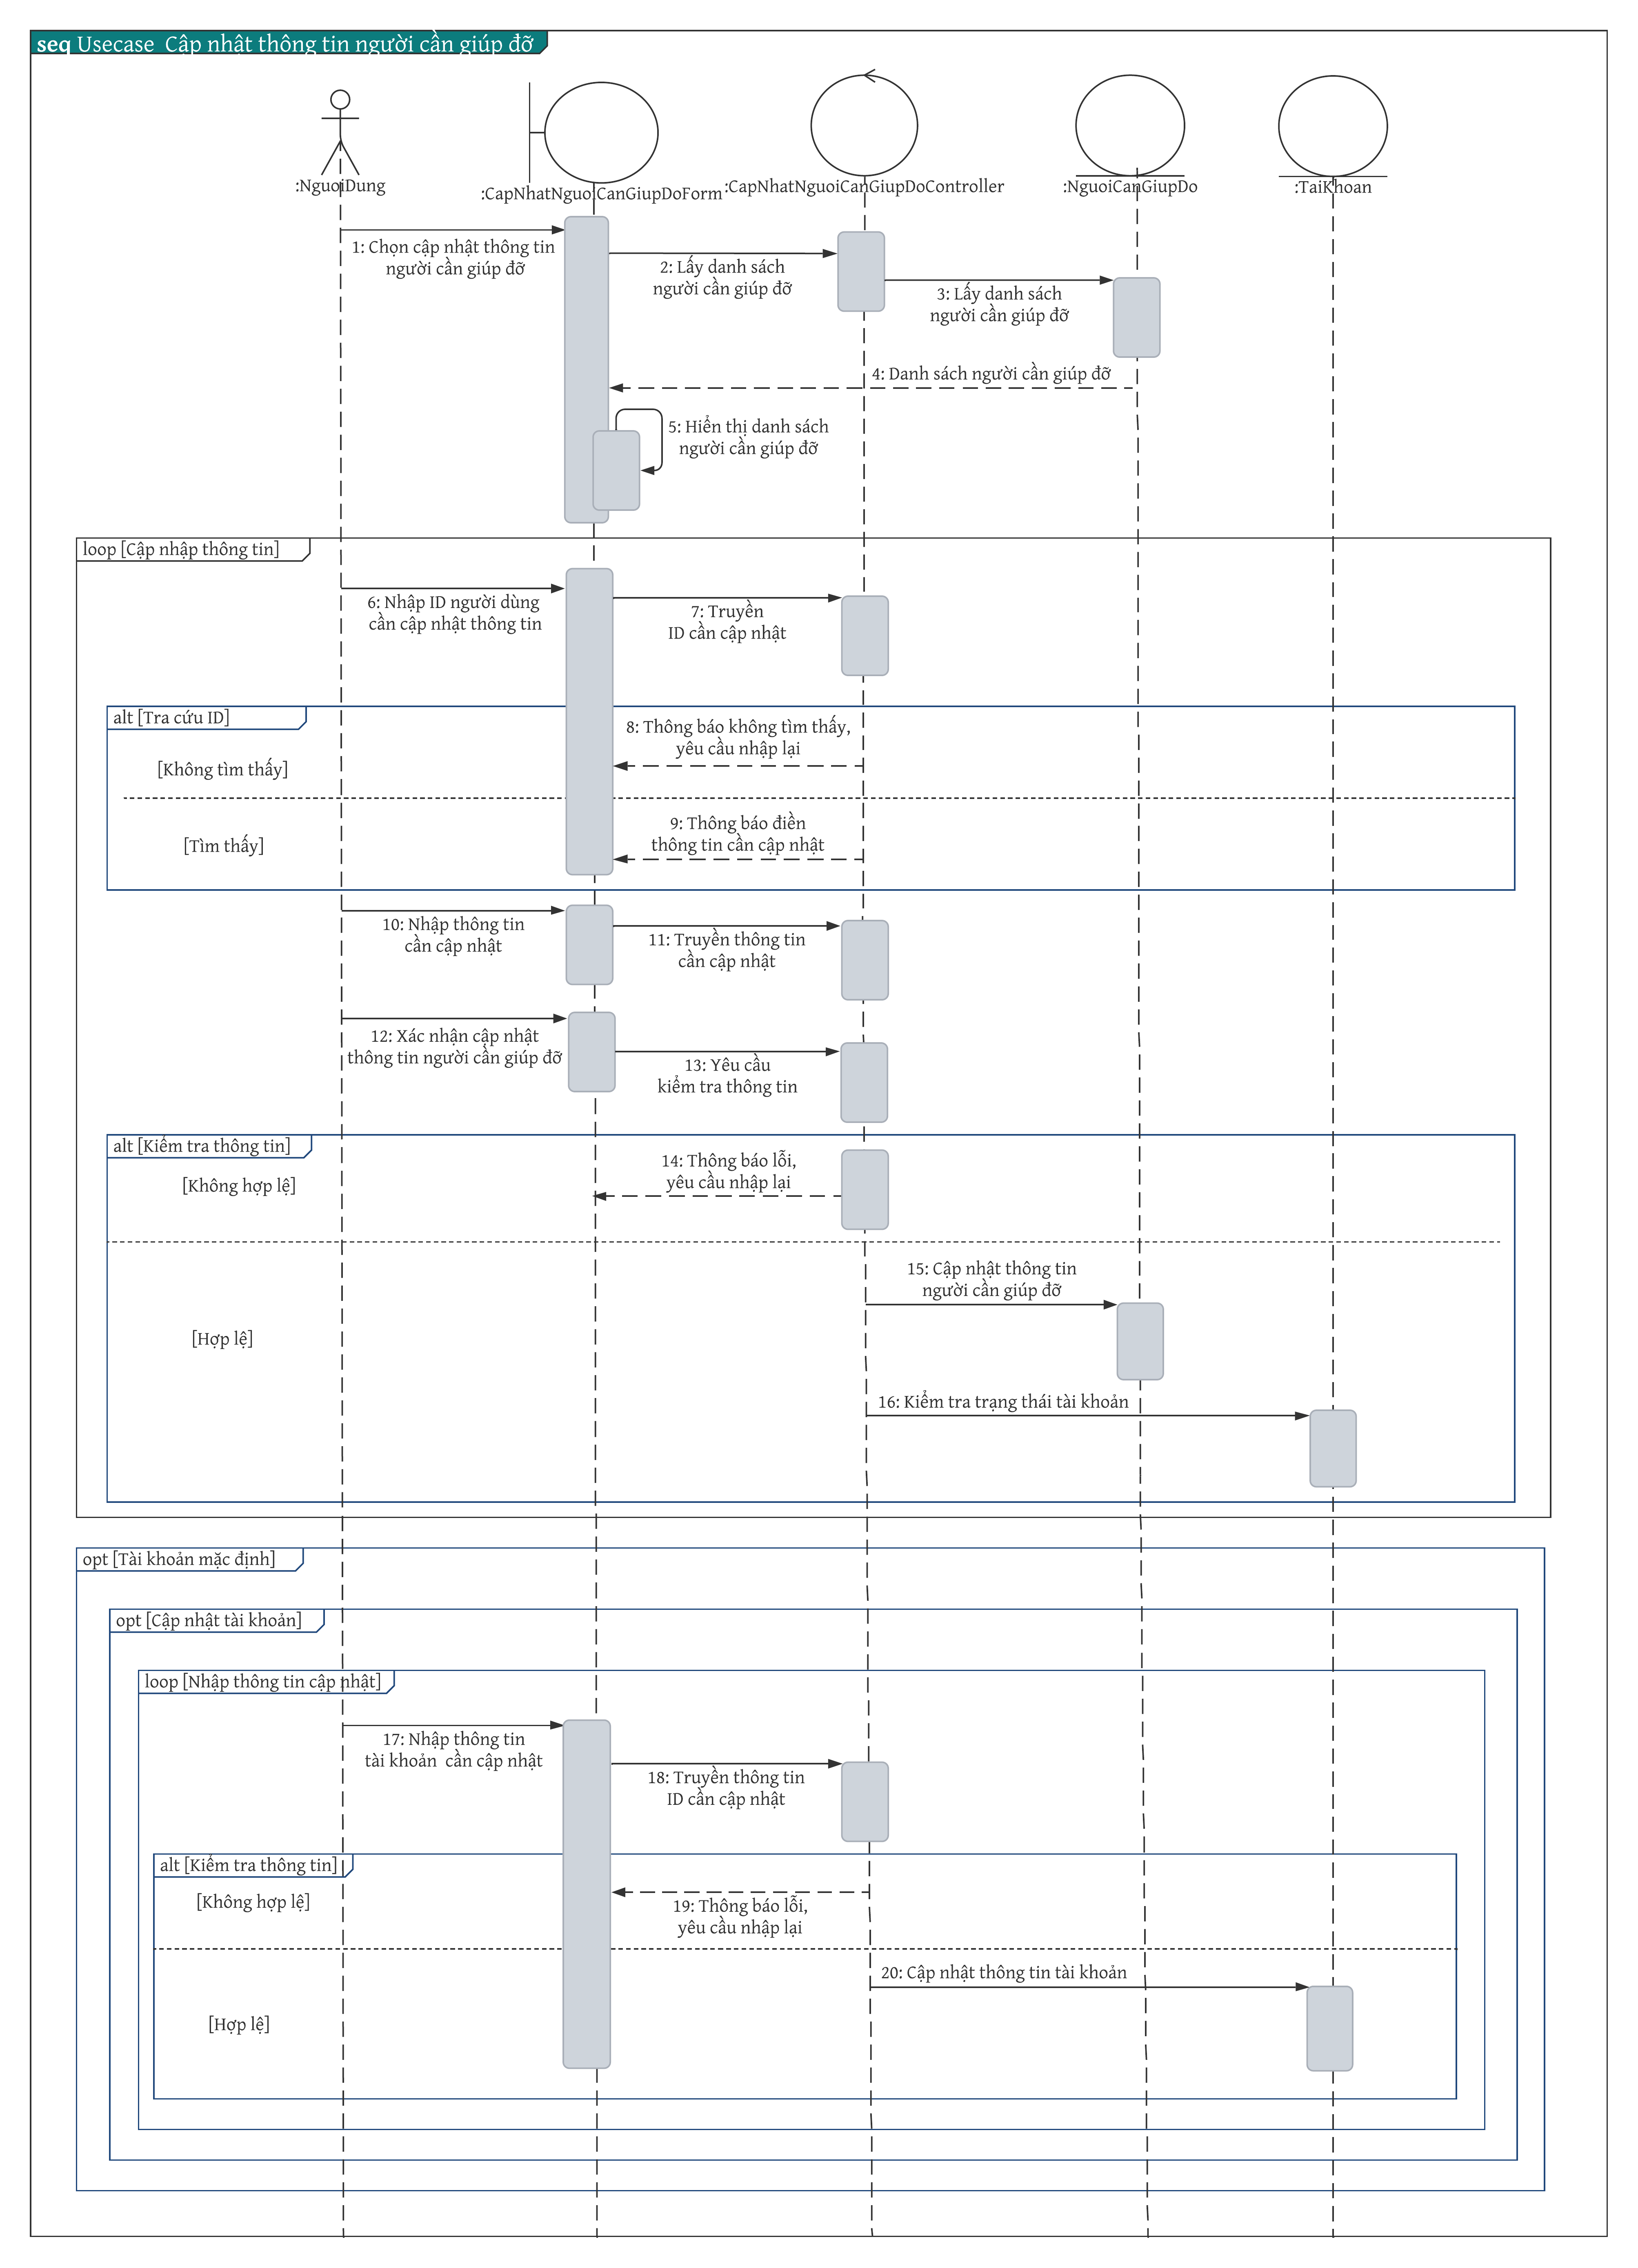 seq Usecase  Cập nhật thông tin người cần giúp đỡ
:NguoiDung
:CapNhatNguoiCanGiupDoForm
:CapNhatNguoiCanGiupDoController
:NguoiCanGiupDo
:TaiKhoan
1: Chọn cập nhật thông tin
người cần giúp đỡ
2: Lấy danh sách
người cần giúp đỡ
3: Lấy danh sách
người cần giúp đỡ
4: Danh sách người cần giúp đỡ
5: Hiển thị danh sách
người cần giúp đỡ
loop [Cập nhập thông tin]
6: Nhập ID người dùng
cần cập nhật thông tin
7: Truyền
ID cần cập nhật
alt [Tra cứu ID]
8: Thông báo không tìm thấy,
yêu cầu nhập lại
[Không tìm thấy]
9: Thông báo điền
thông tin cần cập nhật
[Tìm thấy]
10: Nhập thông tin
cần cập nhật
11: Truyền thông tin
cần cập nhật
12: Xác nhận cập nhật
thông tin người cần giúp đỡ
13: Yêu cầu
kiểm tra thông tin
alt [Kiểm tra thông tin]
14: Thông báo lỗi,
yêu cầu nhập lại
[Không hợp lệ]
15: Cập nhật thông tin
người cần giúp đỡ
[Hợp lệ]
16: Kiểm tra trạng thái tài khoản
opt [Tài khoản mặc định]
opt [Cập nhật tài khoản]
loop [Nhập thông tin cập nhật]
17: Nhập thông tin
tài khoản  cần cập nhật
18: Truyền thông tin
ID cần cập nhật
alt [Kiểm tra thông tin]
[Không hợp lệ]
19: Thông báo lỗi,
yêu cầu nhập lại
20: Cập nhật thông tin tài khoản
[Hợp lệ]